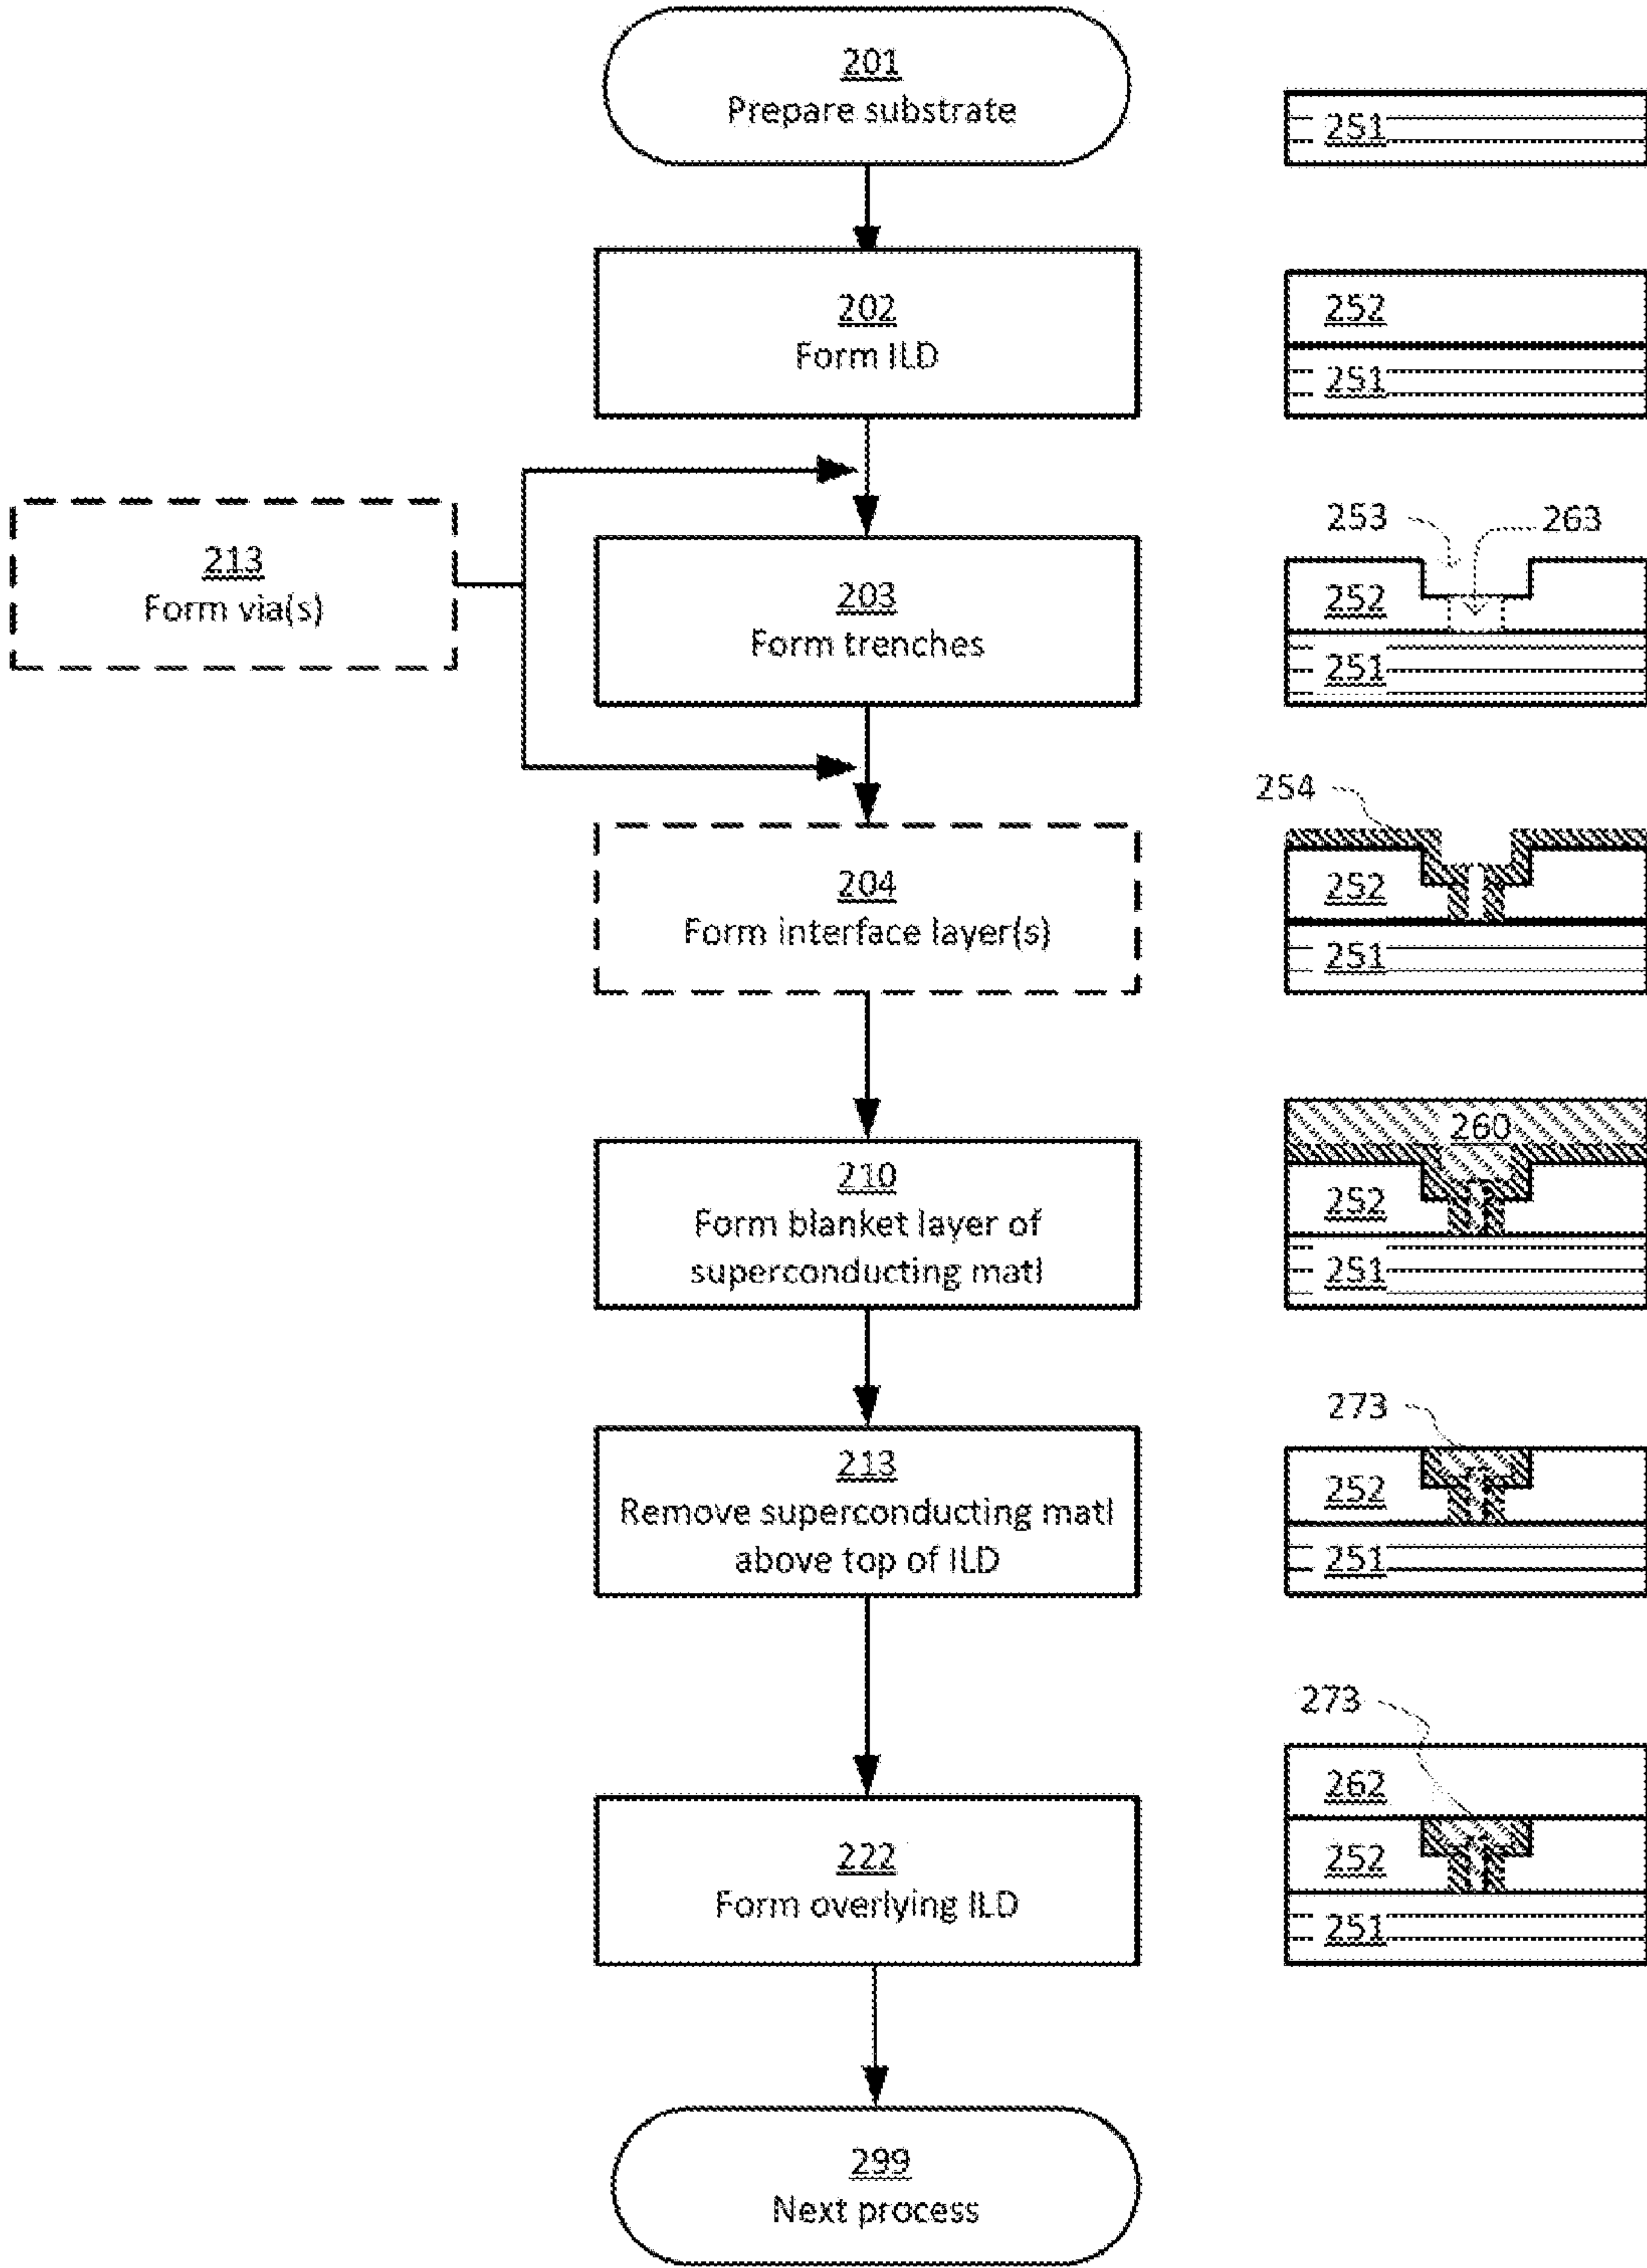 201
Prepare substrate
251
202
Form ILD
252
251
213
Form via(s)
203
Form trenches
253
263
252
251
204
Form interface layer(s)
254
252
251
210
Form blanket layer of
superconducting matl
260
252
251
213
Remove superconducting matl
above top of ILD
273
252
251
222
Form overlying ILD
273
262
252
251
299
Next process